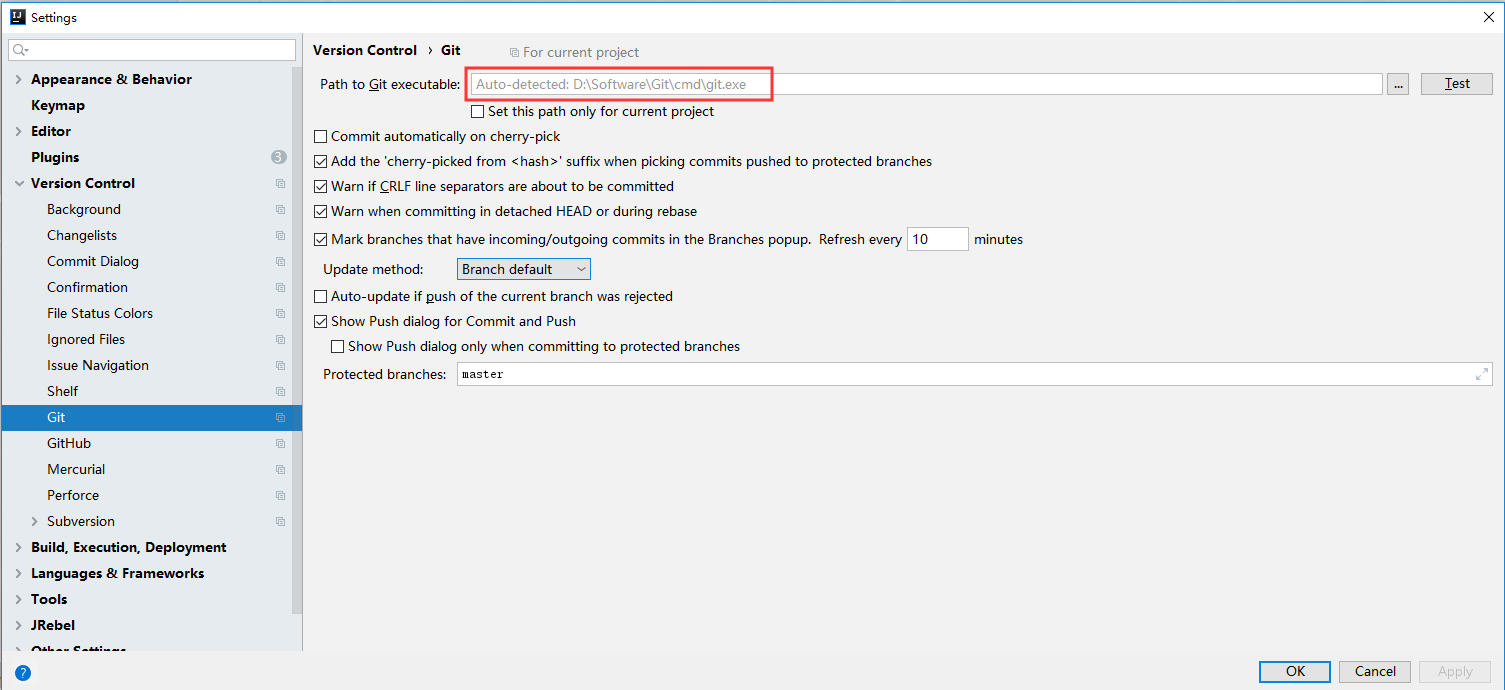 Settings
Appearance & Behavior
Keymap
Editor
Plugins 3
Version Control
Background
Changelists
Commit Dialog
Confirmation
File Status Colors
Ignored Files
Issue Navigation
Shelf
Git
GitHub
Mercurial
Perforce
Subversion
Build, Execution, Deployment
Languages & Frameworks
Tools
JRebel
Other Settings
Version Control › Git For current project
Path to Git executable: Auto-detected: D:\Software\Git\cmd\git.exe ... Test
Set this path only for current project
Commit automatically on cherry-pick
Add the 'cherry-picked from <hash>' suffix when picking commits pushed to protected branches
Warn if CRLF line separators are about to be committed
Warn when committing in detached HEAD or during rebase
Mark branches that have incoming/outgoing commits in the Branches popup. Refresh every 10 minutes
Update method: Branch default
Auto-update if push of the current branch was rejected
Show Push dialog for Commit and Push
Show Push dialog only when committing to protected branches
Protected branches: master
? OK Cancel Apply